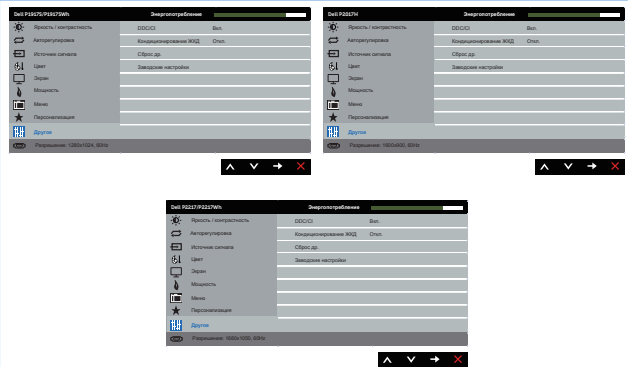 Dell P1917S/P1917SWh Энергопотребление
Яркость / контрастность DDC/CI Вкл.
Авторегулировка Кондиционирование ЖКД Откл.
Источник сигнала Сброс др.
Цвет Заводские настройки
Экран
Мощность
Меню
Персонализация
Другое
Разрешение: 1280x1024, 60Hz
Dell P2017H Энергопотребление
Яркость / контрастность DDC/CI Вкл.
Авторегулировка Кондиционирование ЖКД Откл.
Источник сигнала Сброс др.
Цвет Заводские настройки
Экран
Мощность
Меню
Персонализация
Другое
Разрешение: 1600x900, 60Hz
Dell P2217/P2217Wh Энергопотребление
Яркость / контрастность DDC/CI Вкл.
Авторегулировка Кондиционирование ЖКД Откл.
Источник сигнала Сброс др.
Цвет Заводские настройки
Экран
Мощность
Меню
Персонализация
Другое
Разрешение: 1680x1050, 60Hz